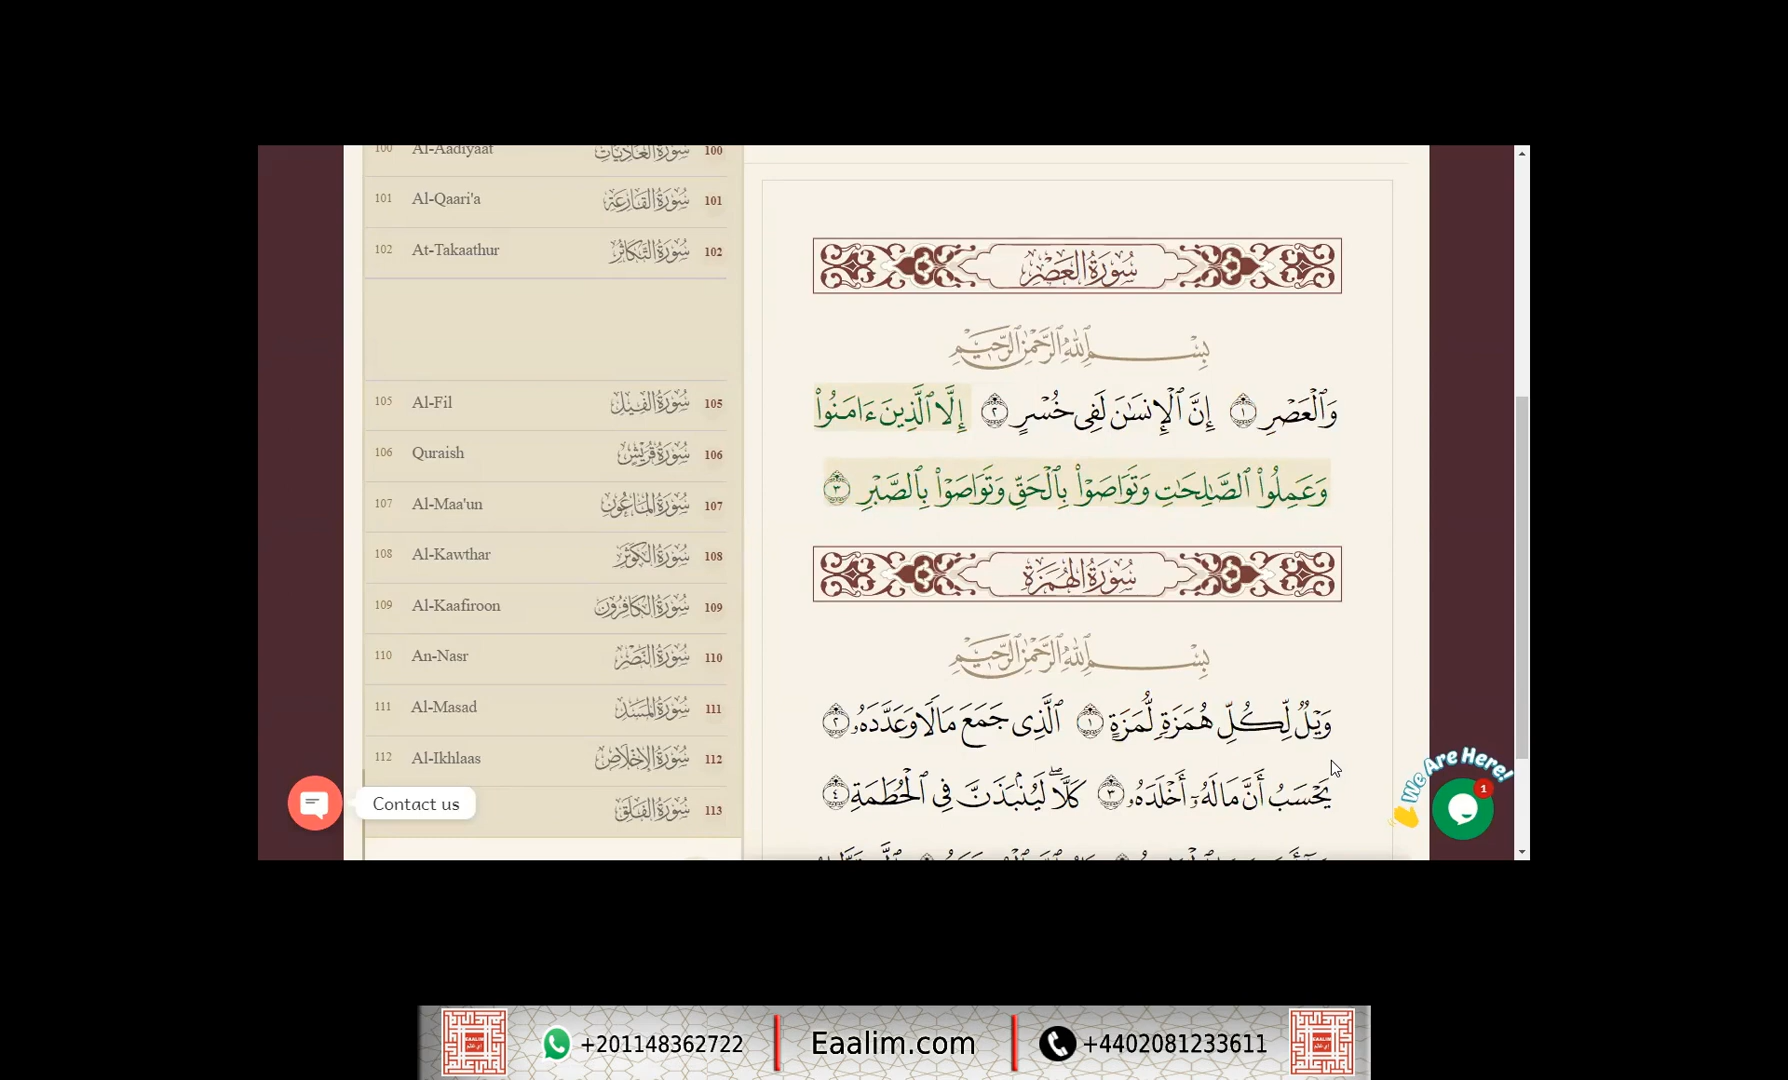 100 Al-Aadiyaat سُورَةُ العَادِيَات 100
101 Al-Qaari'a سُورَةُ القَارِعَة 101
102 At-Takaathur سُورَةُ التَّكَاثُر 102
105 Al-Fil سُورَةُ الفِيل 105
106 Quraish سُورَةُ قُرَيْش 106
107 Al-Maa'un سُورَةُ المَاعُون 107
108 Al-Kawthar سُورَةُ الكَوْثَر 108
109 Al-Kaafiroon سُورَةُ الكَافِرُون 109
110 An-Nasr سُورَةُ النَّصْر 110
111 Al-Masad سُورَةُ المَسَد 111
112 Al-Ikhlaas سُورَةُ الإِخْلَاص 112
سُورَةُ الفَلَق 113
Contact us
سُورَةُ العَصْرِ
بِسْمِ ٱللَّهِ ٱلرَّحْمَٰنِ ٱلرَّحِيمِ
وَٱلْعَصْرِ ١ إِنَّ ٱلْإِنسَٰنَ لَفِى خُسْرٍ ٢ إِلَّا ٱلَّذِينَ ءَامَنُوا۟
وَعَمِلُوا۟ ٱلصَّٰلِحَٰتِ وَتَوَاصَوْا۟ بِٱلْحَقِّ وَتَوَاصَوْا۟ بِٱلصَّبْرِ ٣
سُورَةُ الهُمَزَةِ
بِسْمِ ٱللَّهِ ٱلرَّحْمَٰنِ ٱلرَّحِيمِ
وَيْلٌ لِّكُلِّ هُمَزَةٍ لُّمَزَةٍ ١ ٱلَّذِى جَمَعَ مَالًا وَعَدَّدَهُۥ ٢
يَحْسَبُ أَنَّ مَالَهُۥٓ أَخْلَدَهُۥ ٣ كَلَّا ۖ لَيُنۢبَذَنَّ فِى ٱلْحُطَمَةِ ٤
We Are Here!
1
+201148362722
Eaalim.com
+4402081233611